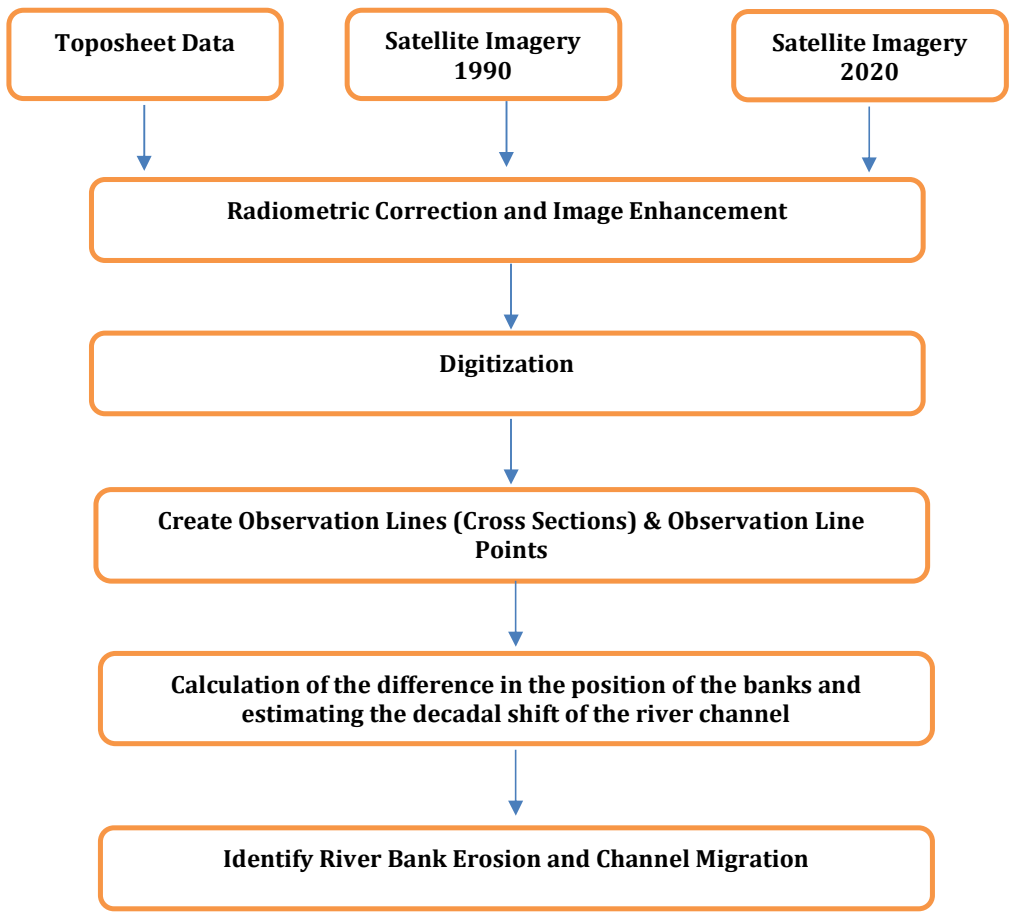 Toposheet Data
Satellite Imagery
1990
Satellite Imagery
2020
Radiometric Correction and Image Enhancement
Digitization
Create Observation Lines (Cross Sections) & Observation Line
Points
Calculation of the difference in the position of the banks and
estimating the decadal shift of the river channel
Identify River Bank Erosion and Channel Migration